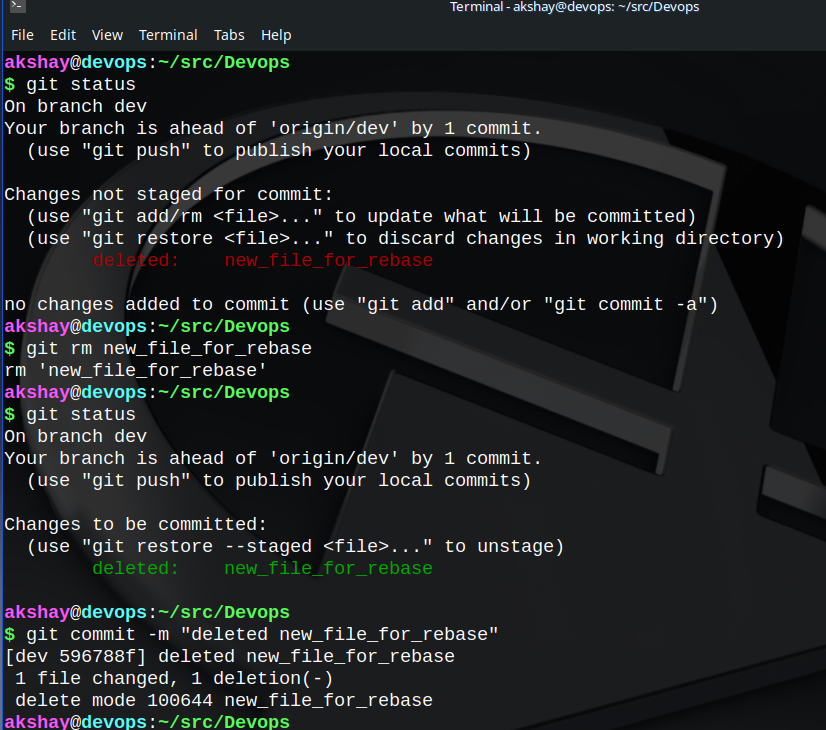 Terminal - akshay@devops: ~/src/Devops
File Edit View Terminal Tabs Help
akshay@devops:~/src/Devops
$ git status
On branch dev
Your branch is ahead of 'origin/dev' by 1 commit.
  (use "git push" to publish your local commits)

Changes not staged for commit:
  (use "git add/rm <file>..." to update what will be committed)
  (use "git restore <file>..." to discard changes in working directory)
        deleted:    new_file_for_rebase

no changes added to commit (use "git add" and/or "git commit -a")
akshay@devops:~/src/Devops
$ git rm new_file_for_rebase
rm 'new_file_for_rebase'
akshay@devops:~/src/Devops
$ git status
On branch dev
Your branch is ahead of 'origin/dev' by 1 commit.
  (use "git push" to publish your local commits)

Changes to be committed:
  (use "git restore --staged <file>..." to unstage)
        deleted:    new_file_for_rebase

akshay@devops:~/src/Devops
$ git commit -m "deleted new_file_for_rebase"
[dev 596788f] deleted new_file_for_rebase
 1 file changed, 1 deletion(-)
 delete mode 100644 new_file_for_rebase
akshay@devops:~/src/Devops